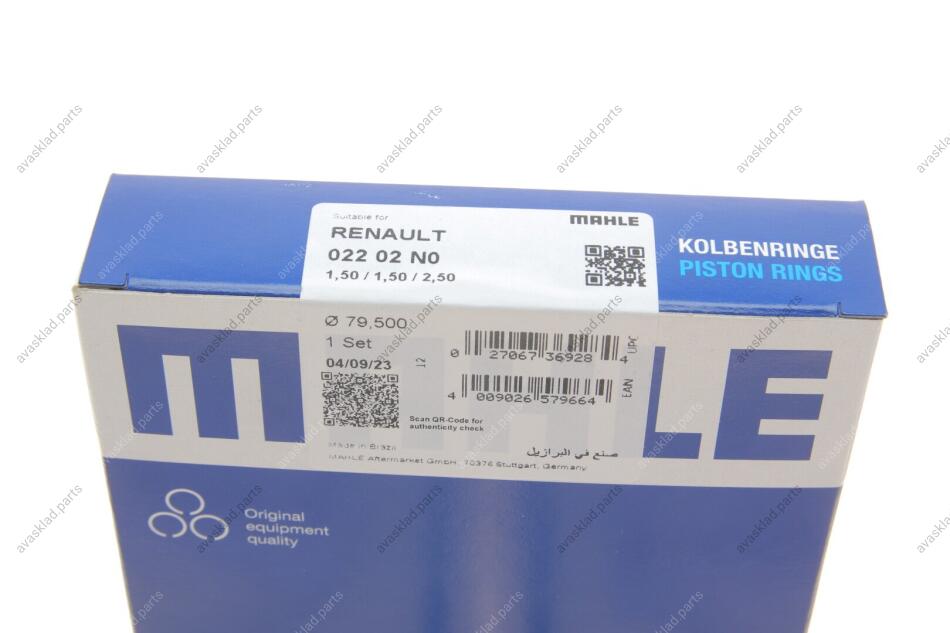 Suitable for
MAHLE
RENAULT
022 02 N0
1,50 / 1,50 / 2,50
KOLBENRINGE
PISTON RINGS
Ø 79,500
1 Set
04/09/23
12
0 27067 36928 4
UPC
4 009026 579664
EAN
Scan QR-Code for
authenticity check
Made in Brazil
صنع في البرازيل
MAHLE Aftermarket GmbH, 70376 Stuttgart, Germany
MAHLE
Original
equipment
quality
avasklad.parts